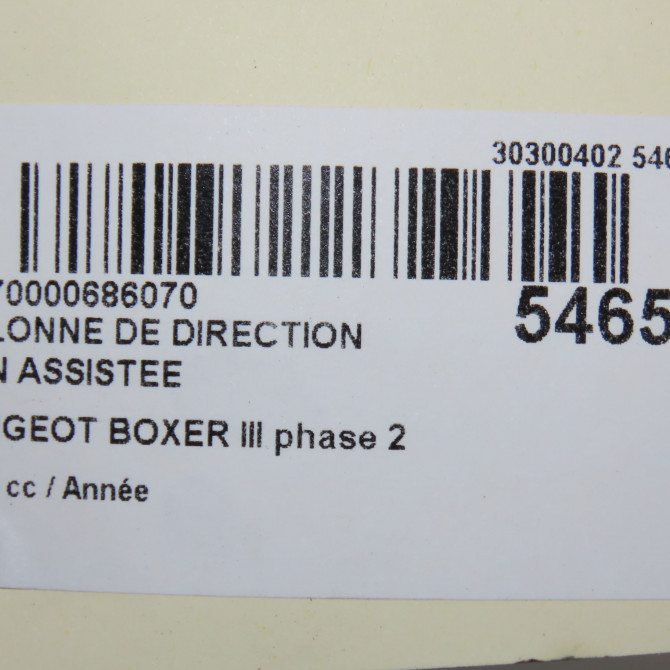 30300402 546
70000686070
5465
LONNE DE DIRECTION
N ASSISTEE
GEOT BOXER III phase 2
cc / Année